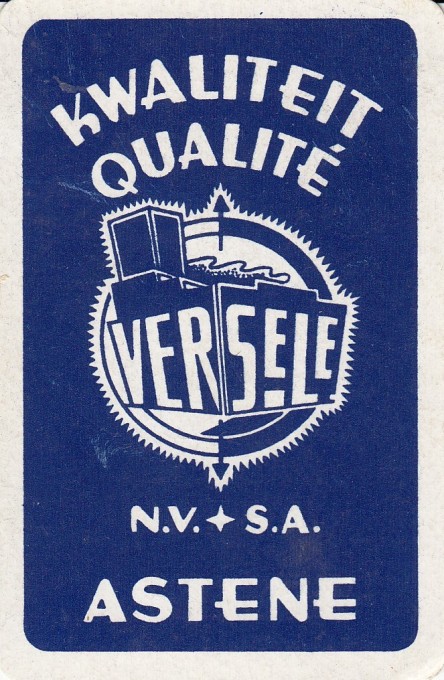 KWALITEIT
QUALITÉ
VERSELE
N.V. ✦ S.A.
ASTENE